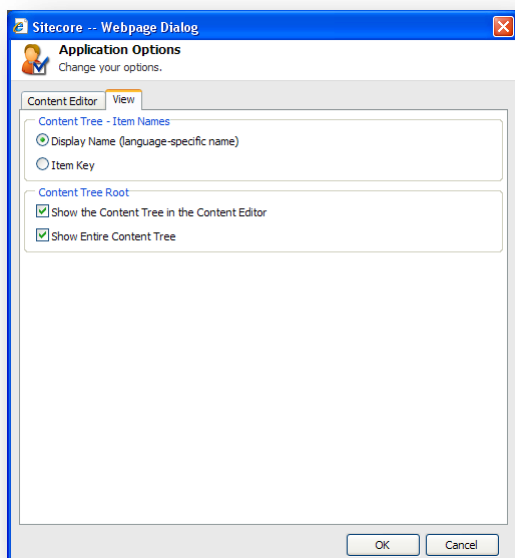 Sitecore -- Webpage Dialog
Application Options
Change your options.
Content Editor View
Content Tree - Item Names
Display Name (language-specific name)
Item Key
Content Tree Root
Show the Content Tree in the Content Editor
Show Entire Content Tree
OK Cancel